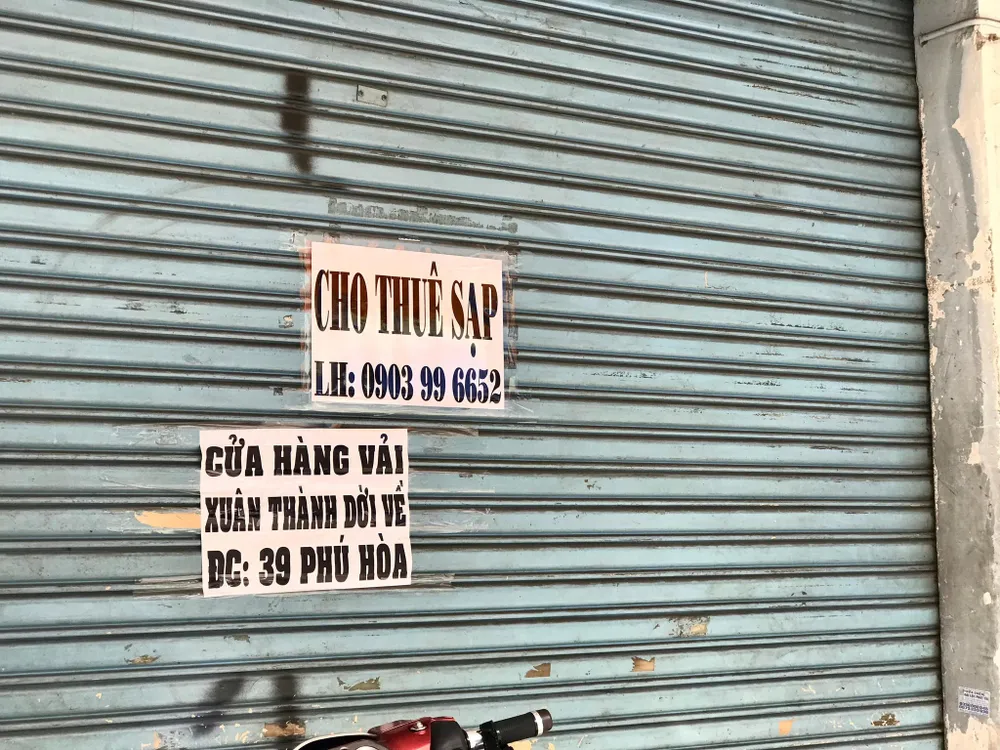 CHO THUÊ SẠP
LH: 0903 99 6652
CỬA HÀNG VẢI
XUÂN THÀNH DỜI VỀ
ĐC: 39 PHÚ HÒA